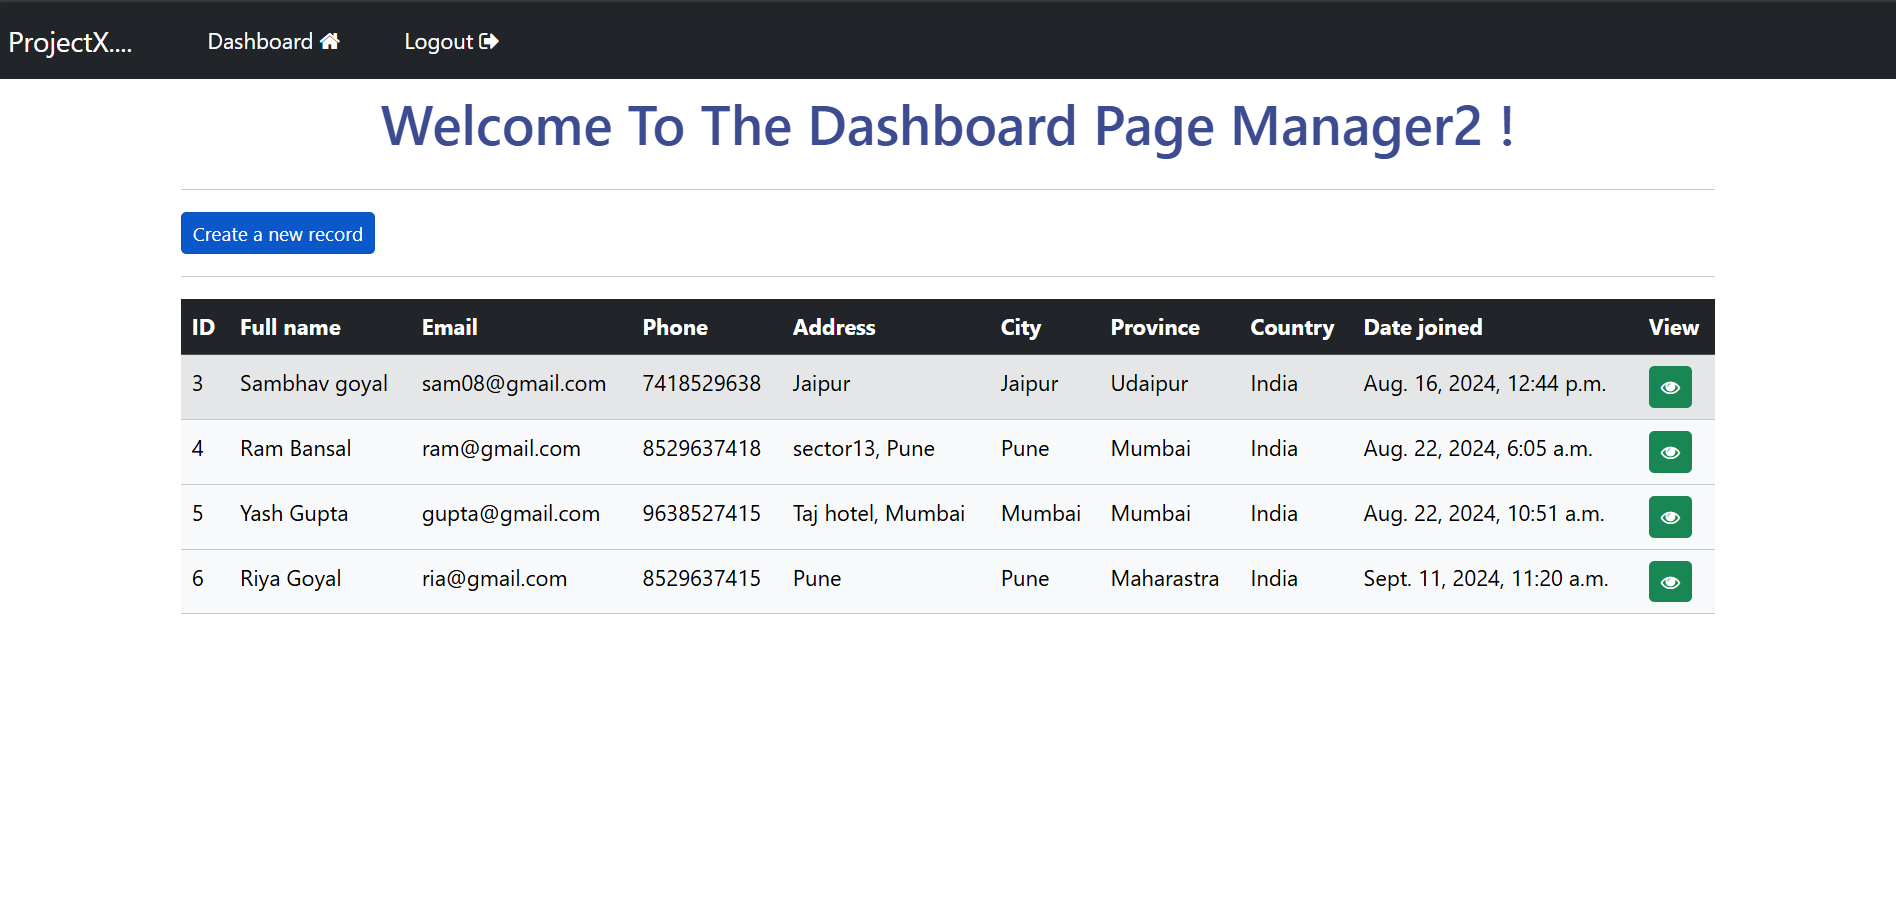 ProjectX.... Dashboard Logout
Welcome To The Dashboard Page Manager2 !
Create a new record
ID Full name Email Phone Address City Province Country Date joined View
3 Sambhav goyal sam08@gmail.com 7418529638 Jaipur Jaipur Udaipur India Aug. 16, 2024, 12:44 p.m.
4 Ram Bansal ram@gmail.com 8529637418 sector13, Pune Pune Mumbai India Aug. 22, 2024, 6:05 a.m.
5 Yash Gupta gupta@gmail.com 9638527415 Taj hotel, Mumbai Mumbai Mumbai India Aug. 22, 2024, 10:51 a.m.
6 Riya Goyal ria@gmail.com 8529637415 Pune Pune Maharastra India Sept. 11, 2024, 11:20 a.m.